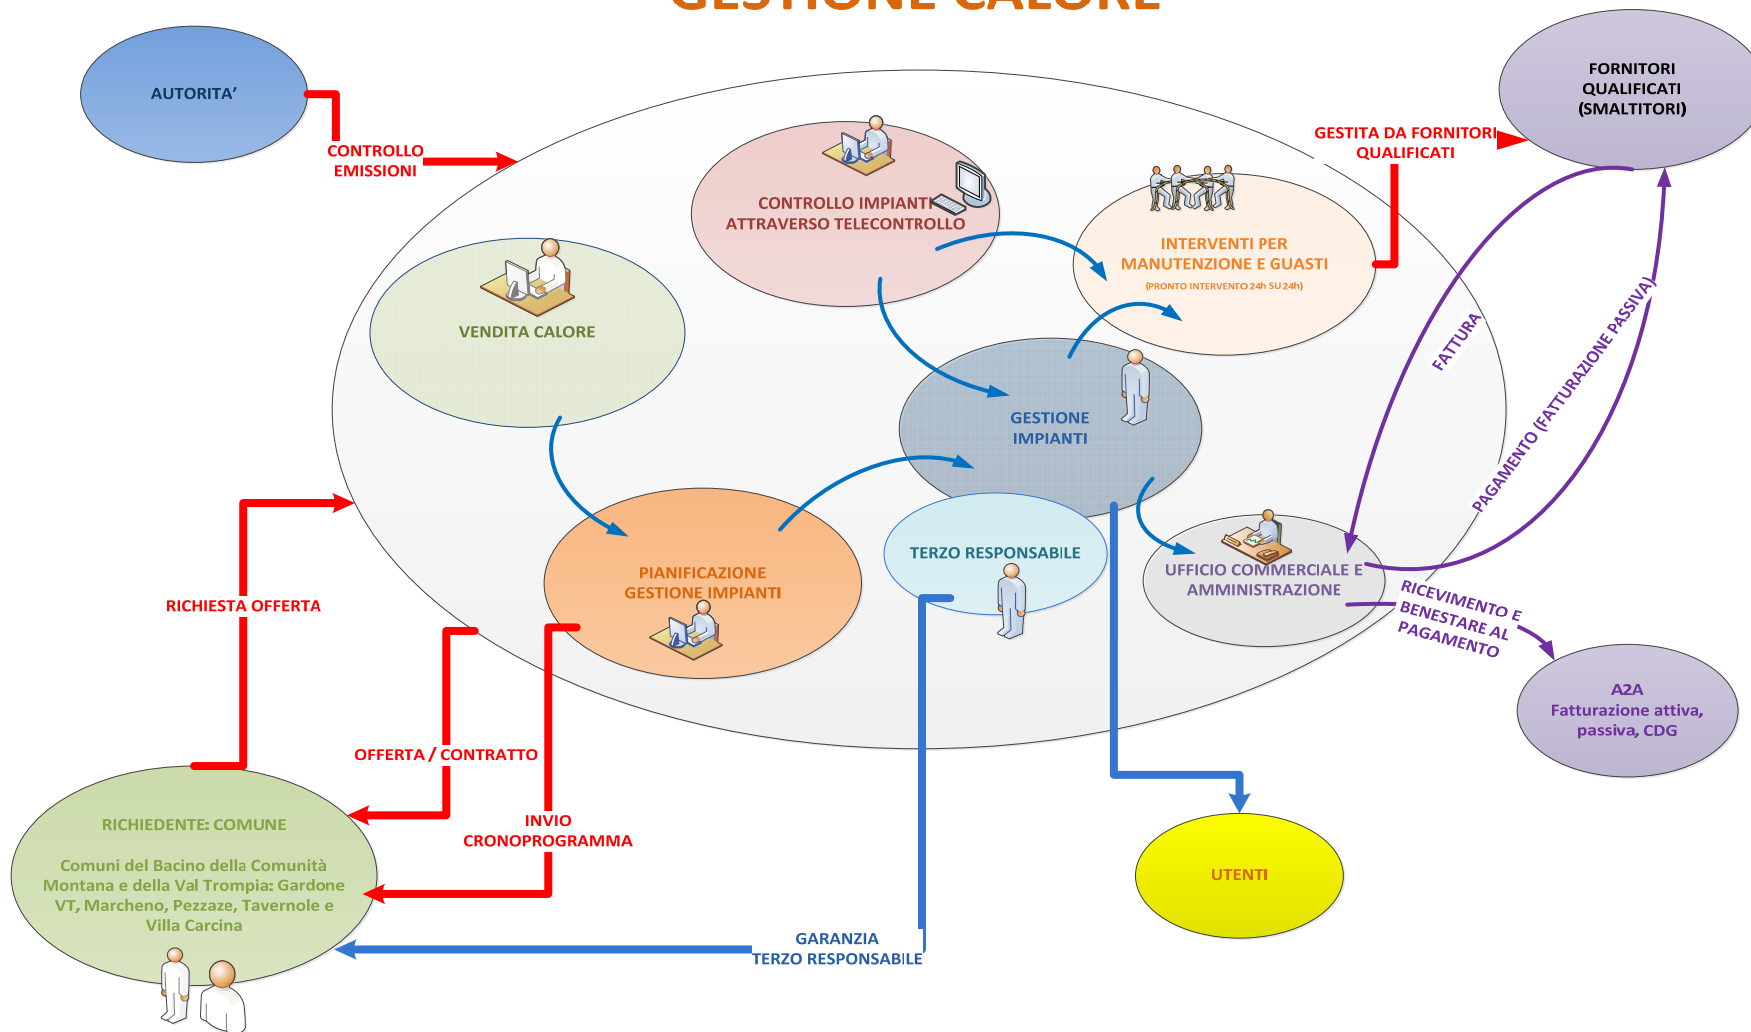 GESTIONE CALORE
AUTORITA'
FORNITORI
QUALIFICATI
(SMALTITORI)
CONTROLLO
EMISSIONI
GESTITA DA FORNITORI
QUALIFICATI
CONTROLLO IMPIANTI
ATTRAVERSO TELECONTROLLO
INTERVENTI PER
MANUTENZIONE E GUASTI
(PRONTO INTERVENTO 24h SU 24h)
VENDITA CALORE
FATTURA
PAGAMENTO (FATTURAZIONE PASSIVA)
GESTIONE
IMPIANTI
TERZO RESPONSABILE
PIANIFICAZIONE
GESTIONE IMPIANTI
UFFICIO COMMERCIALE E
AMMINISTRAZIONE
RICEVIMENTO E
BENESTARE AL
PAGAMENTO
RICHIESTA OFFERTA
A2A
Fatturazione attiva,
passiva, CDG
OFFERTA / CONTRATTO
INVIO
CRONOPROGRAMMA
RICHIEDENTE: COMUNE
Comuni del Bacino della Comunità
Montana e della Val Trompia: Gardone
VT, Marcheno, Pezzaze, Tavernole e
Villa Carcina
UTENTI
GARANZIA
TERZO RESPONSABILE